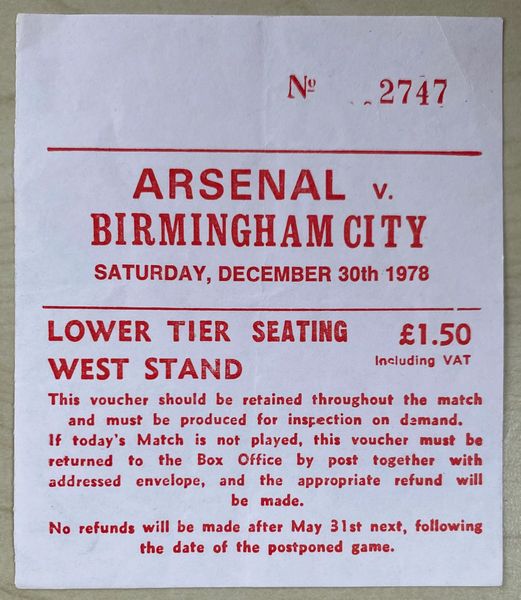 Nº 2747
ARSENAL v.
BIRMINGHAM CITY
SATURDAY, DECEMBER 30th 1978
LOWER TIER SEATING £1.50
Including VAT
WEST STAND
This voucher should be retained throughout the match
and must be produced for inspection on demand.
If today's Match is not played, this voucher must be
returned to the Box Office by post together with
addressed envelope, and the appropriate refund will
be made.
No refunds will be made after May 31st next, following
the date of the postponed game.